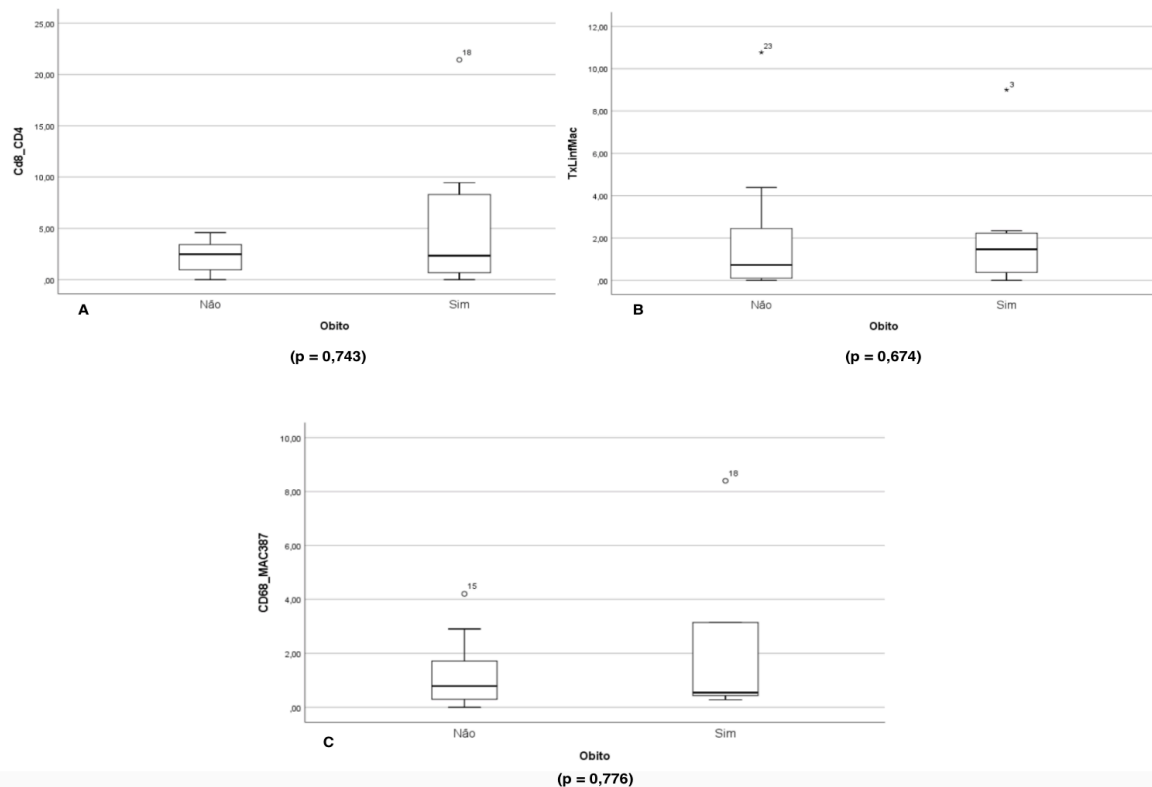 25,00
20,00
15,00
10,00
5,00
,00
Cd8_CD4
18
Não
Sim
A
Obito
(p = 0,743)
12,00
10,00
8,00
6,00
4,00
2,00
,00
TxLinfMac
23
3
Não
Sim
B
Obito
(p = 0,674)
10,00
8,00
6,00
4,00
2,00
,00
CD68_MAC387
15
18
Não
Sim
C
Obito
(p = 0,776)